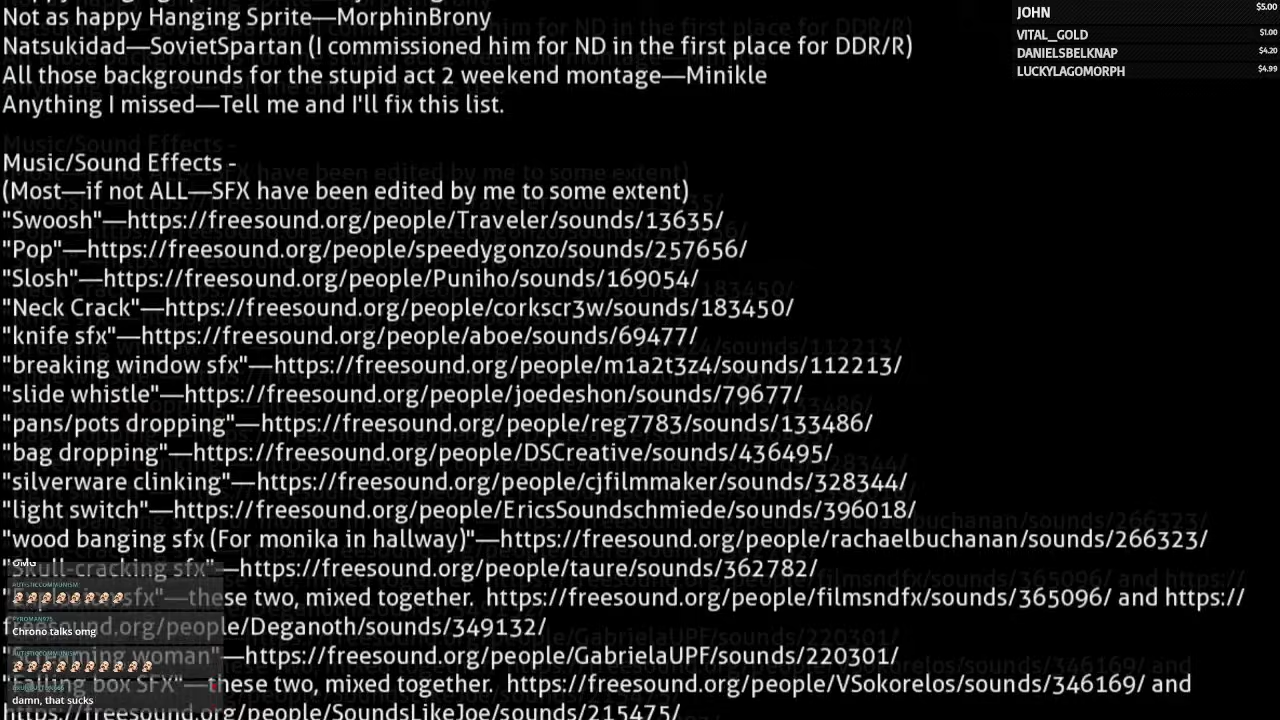 Not as happy Hanging Sprite—MorphinBrony
Natsukidad—SovietSpartan (I commissioned him for ND in the first place for DDR/R)
All those backgrounds for the stupid act 2 weekend montage—Minikle
Anything I missed—Tell me and I'll fix this list.
Music/Sound Effects -
(Most—if not ALL—SFX have been edited by me to some extent)
"Swoosh"—https://freesound.org/people/Traveler/sounds/13635/
"Pop"—https://freesound.org/people/speedygonzo/sounds/257656/
"Slosh"—https://freesound.org/people/Puniho/sounds/169054/
"Neck Crack"—https://freesound.org/people/corkscr3w/sounds/183450/
"knife sfx"—https://freesound.org/people/aboe/sounds/69477/
"breaking window sfx"—https://freesound.org/people/m1a2t3z4/sounds/112213/
"slide whistle"—https://freesound.org/people/joedeshon/sounds/79677/
"pans/pots dropping"—https://freesound.org/people/reg7783/sounds/133486/
"bag dropping"—https://freesound.org/people/DSCreative/sounds/436495/
"silverware clinking"—https://freesound.org/people/cjfilmmaker/sounds/328344/
"light switch"—https://freesound.org/people/EricsSoundschmiede/sounds/396018/
"wood banging sfx (For monika in hallway)"—https://freesound.org/people/rachaelbuchanan/sounds/266323/
"Skull-cracking sfx"—https://freesound.org/people/taure/sounds/362782/
sfx"—these two, mixed together. https://freesound.org/people/filmsndfx/sounds/365096/ and https://
freesound.org/people/Deganoth/sounds/349132/
woman"—https://freesound.org/people/GabrielaUPF/sounds/220301/
"Falling box SFX"—these two, mixed together. https://freesound.org/people/VSokorelos/sounds/346169/ and
https://freesound.org/people/SoundsLikeJoe/sounds/215475/
JOHN $5.00
VITAL_GOLD $1.00
DANIELSBELKNAP $4.20
LUCKYLAGOMORPH $4.99
OMG
AUTISTICCOMMUNISM
Chrono talks omg
AUTISTICCOMMUNISM
damn, that sucks